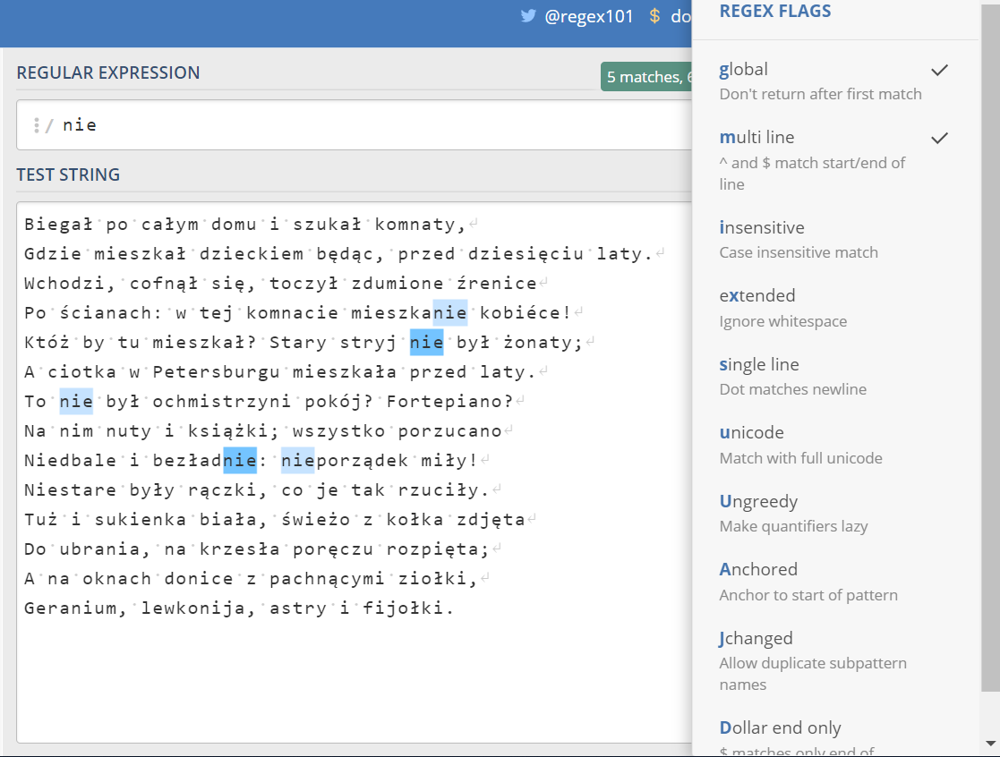 @regex101 $ do
REGULAR EXPRESSION
5 matches, 6
/ nie
TEST STRING
Biegał po całym domu i szukał komnaty,
Gdzie mieszkał dzieckiem będąc, przed dziesięciu laty.
Wchodzi, cofnął się, toczył zdumione źrenice
Po ścianach: w tej komnacie mieszkanie kobiéce!
Któż by tu mieszkał? Stary stryj nie był żonaty;
A ciotka w Petersburgu mieszkała przed laty.
To nie był ochmistrzyni pokój? Fortepiano?
Na nim nuty i książki; wszystko porzucano
Niedbale i bezładnie: nieporządek miły!
Niestare były rączki, co je tak rzuciły.
Tuż i sukienka biała, świeżo z kołka zdjęta
Do ubrania, na krzesła poręczu rozpięta;
A na oknach donice z pachnącymi ziołki,
Geranium, lewkonija, astry i fijołki.
REGEX FLAGS
global
Don't return after first match
multi line
^ and $ match start/end of
line
insensitive
Case insensitive match
extended
Ignore whitespace
single line
Dot matches newline
unicode
Match with full unicode
Ungreedy
Make quantifiers lazy
Anchored
Anchor to start of pattern
Jchanged
Allow duplicate subpattern
names
Dollar end only
$ matches only end of